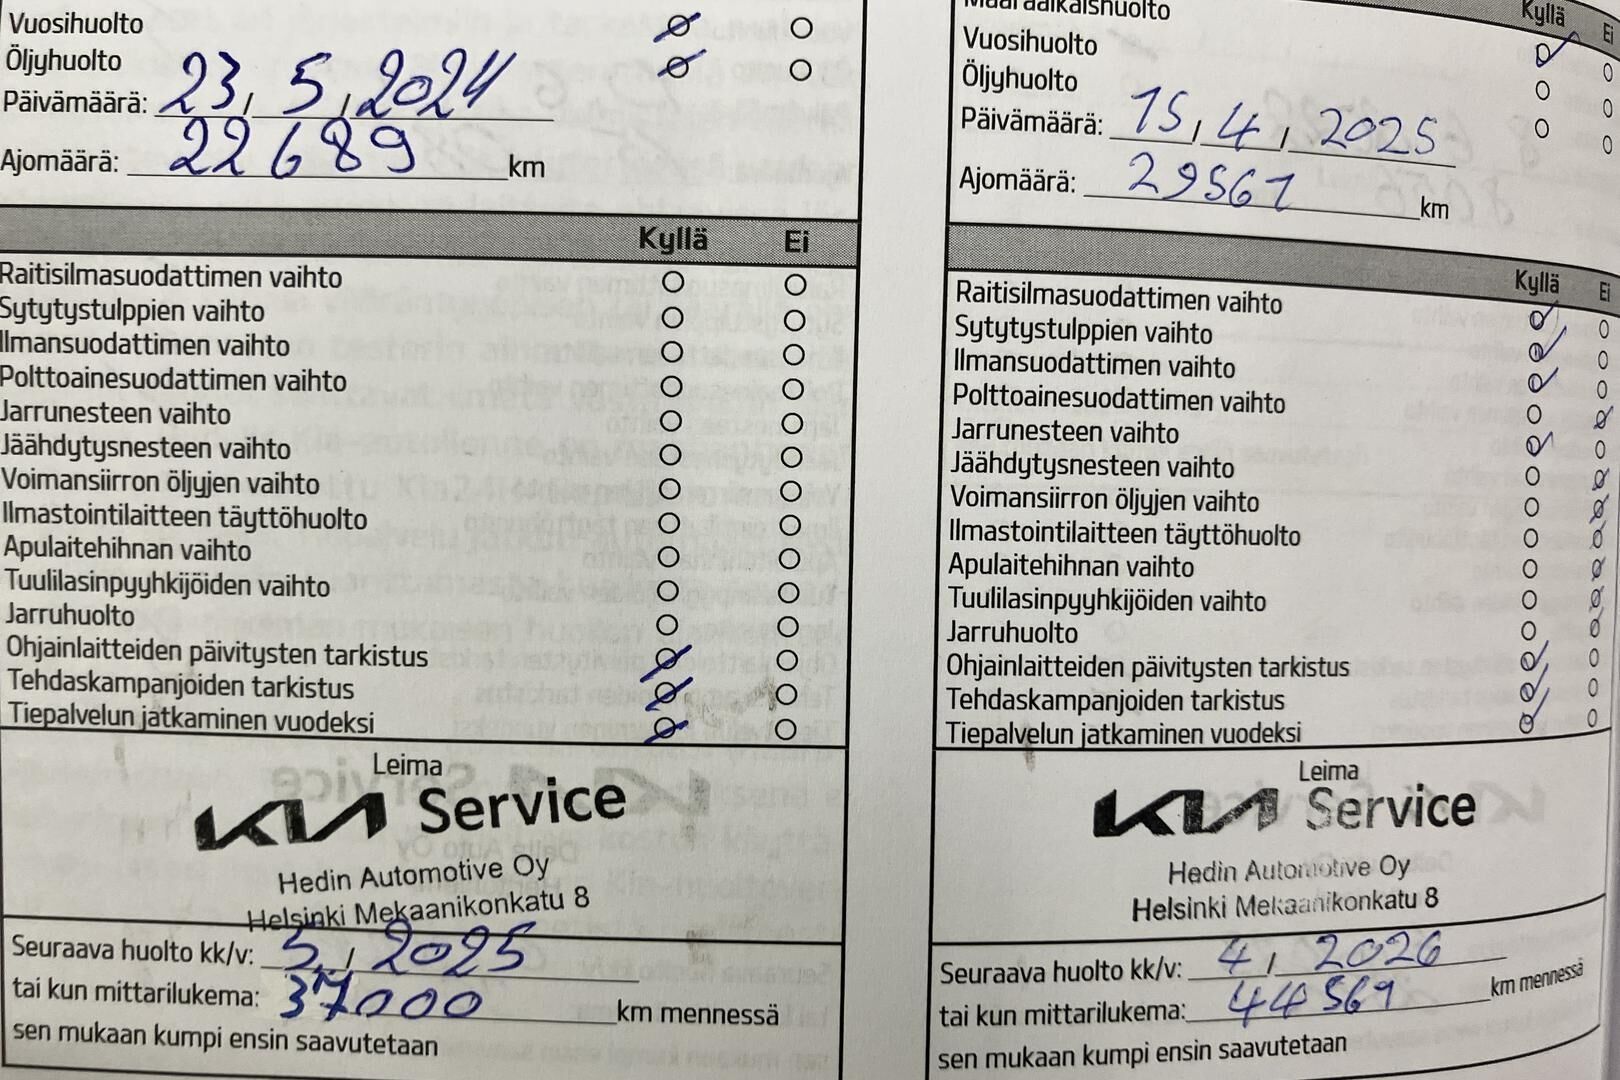 Vuosihuolto
Öljyhuolto
Päivämäärä: 23 / 5 / 2024
Ajomäärä: 22689 km
Kyllä Ei
Raitisilmasuodattimen vaihto
Sytytystulppien vaihto
Ilmansuodattimen vaihto
Polttoainesuodattimen vaihto
Jarrunesteen vaihto
Jäähdytysnesteen vaihto
Voimansiirron öljyjen vaihto
Ilmastointilaitteen täyttöhuolto
Apulaitehihnan vaihto
Tuulilasinpyyhkijöiden vaihto
Jarruhuolto
Ohjainlaitteiden päivitysten tarkistus
Tehdaskampanjoiden tarkistus
Tiepalvelun jatkaminen vuodeksi
Leima
KIA Service
Hedin Automotive Oy
Helsinki Mekaanikonkatu 8
Seuraava huolto kk/v: 5 / 2025
tai kun mittarilukema: 37000 km mennessä
sen mukaan kumpi ensin saavutetaan
Määräaikaishuolto Kyllä Ei
Vuosihuolto
Öljyhuolto
Päivämäärä: 15 / 4 / 2025
Ajomäärä: 29561 km
Kyllä Ei
Raitisilmasuodattimen vaihto
Sytytystulppien vaihto
Ilmansuodattimen vaihto
Polttoainesuodattimen vaihto
Jarrunesteen vaihto
Jäähdytysnesteen vaihto
Voimansiirron öljyjen vaihto
Ilmastointilaitteen täyttöhuolto
Apulaitehihnan vaihto
Tuulilasinpyyhkijöiden vaihto
Jarruhuolto
Ohjainlaitteiden päivitysten tarkistus
Tehdaskampanjoiden tarkistus
Tiepalvelun jatkaminen vuodeksi
Leima
KIA Service
Hedin Automotive Oy
Helsinki Mekaanikonkatu 8
Seuraava huolto kk/v: 4 / 2026
tai kun mittarilukema: 44561 km mennessä
sen mukaan kumpi ensin saavutetaan